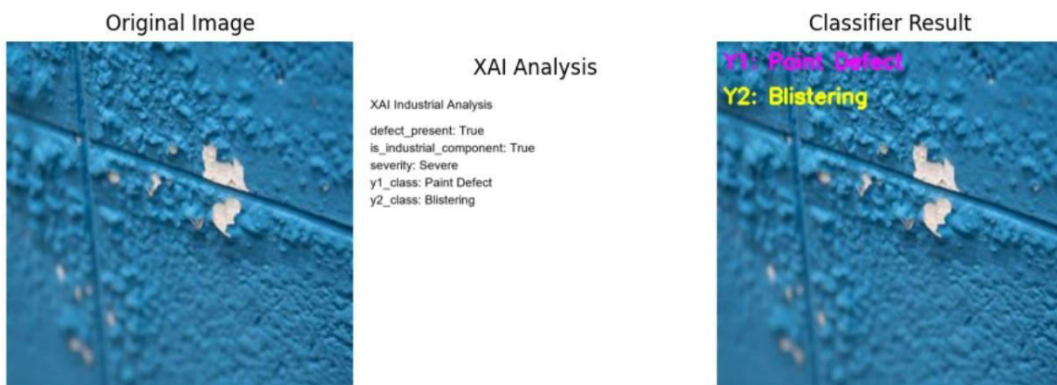 Original Image
XAI Analysis
XAI Industrial Analysis
defect_present: True
is_industrial_component: True
severity: Severe
y1_class: Paint Defect
y2_class: Blistering
Classifier Result
Y1: Paint Defect
Y2: Blistering